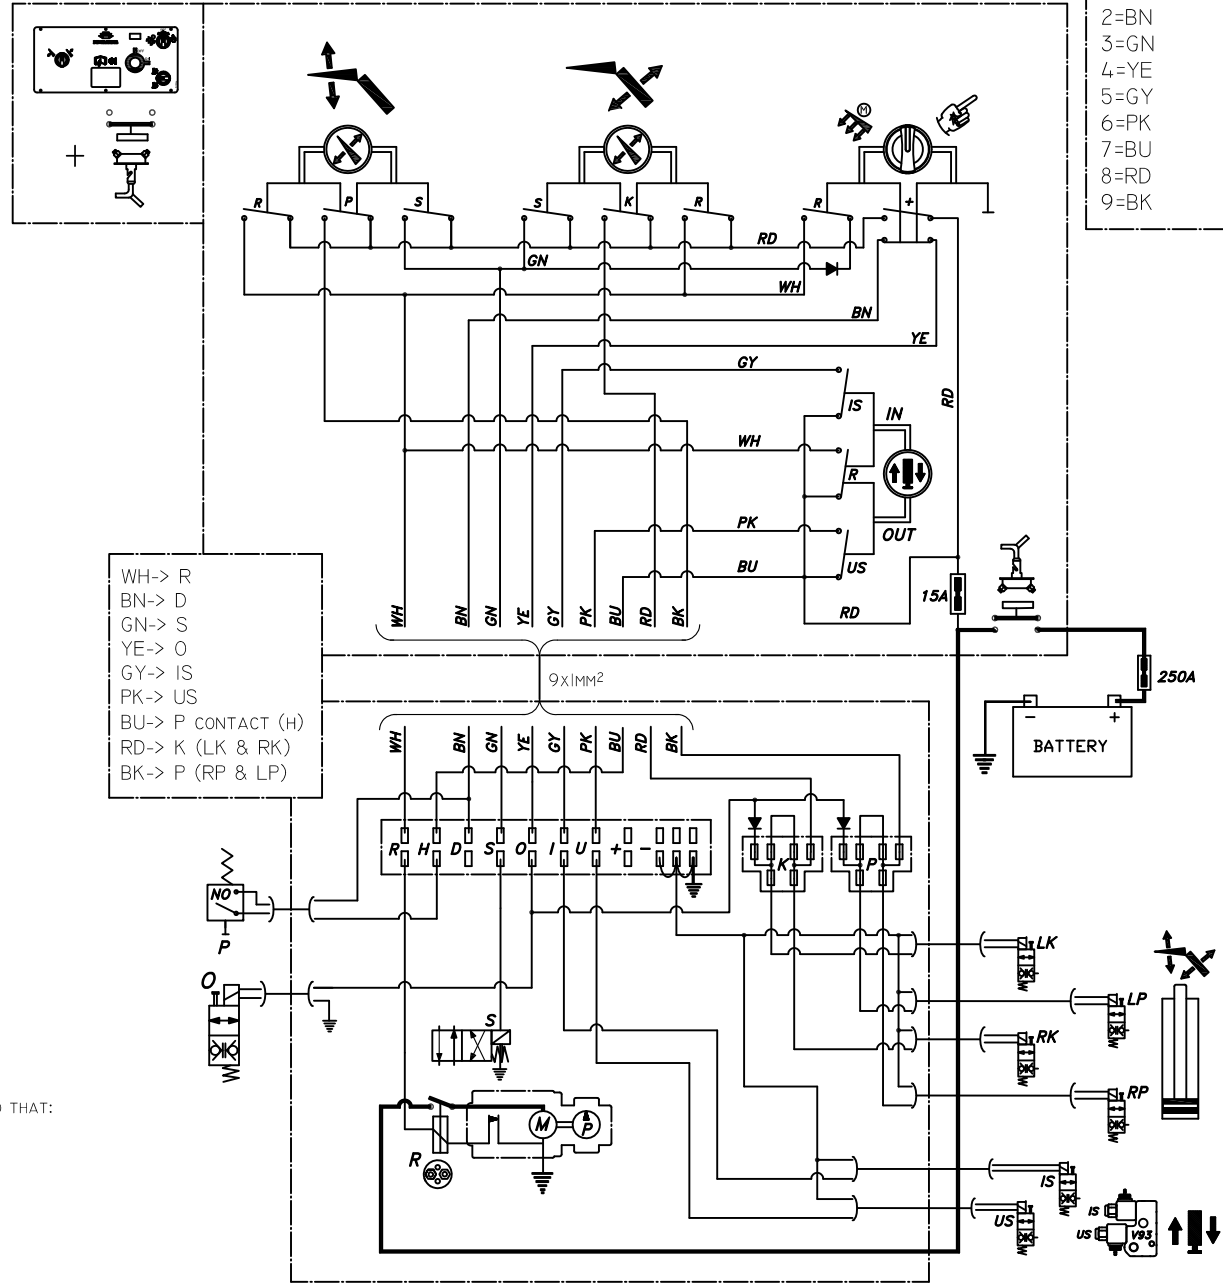 2=BN
3=GN
4=YE
5=GY
6=PK
7=BU
8=RD
9=BK
+
M
R
P
S
S
K
R
R
+
RD
GN
WH
BN
YE
GY
RD
IS
IN
WH
R
PK
OUT
BU
US
15A
RD
WH-> R
BN-> D
GN-> S
YE-> O
GY-> IS
PK-> US
BU-> P CONTACT (H)
RD-> K (LK & RK)
BK-> P (RP & LP)
WH
BN
GN
YE
GY
PK
BU
RD
BK
9x1MM²
250A
-
+
BATTERY
WH
BN
GN
YE
GY
PK
BU
RD
BK
R
H
D
S
O
I
U
+
-
K
P
NO
P
O
LK
LP
S
RK
RP
THAT:
M
P
R
IS
US
IS
US
V93